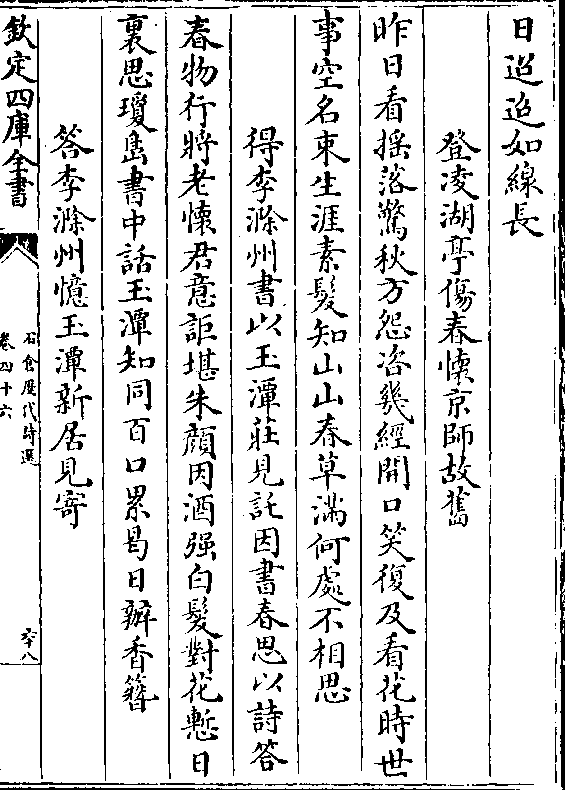 日迢迢如線長
登凌湖亭傷春懷京師故舊
昨日看搖落驚秋方怨咨幾經開口笑復及看花時世
事空名束生涯素髮知山山春草滿何處不相思
得李滁州書以玉潭莊見託因書春思以詩答
春物行將老懷君意詎堪朱顔因酒强白髮對花慙日
裏思瓊島書中話玉潭知同百口累曷日辦香簪
答李滁州憶玉潭新居見寄
欽定四庫全書
石倉歷代詩選
卷四十六